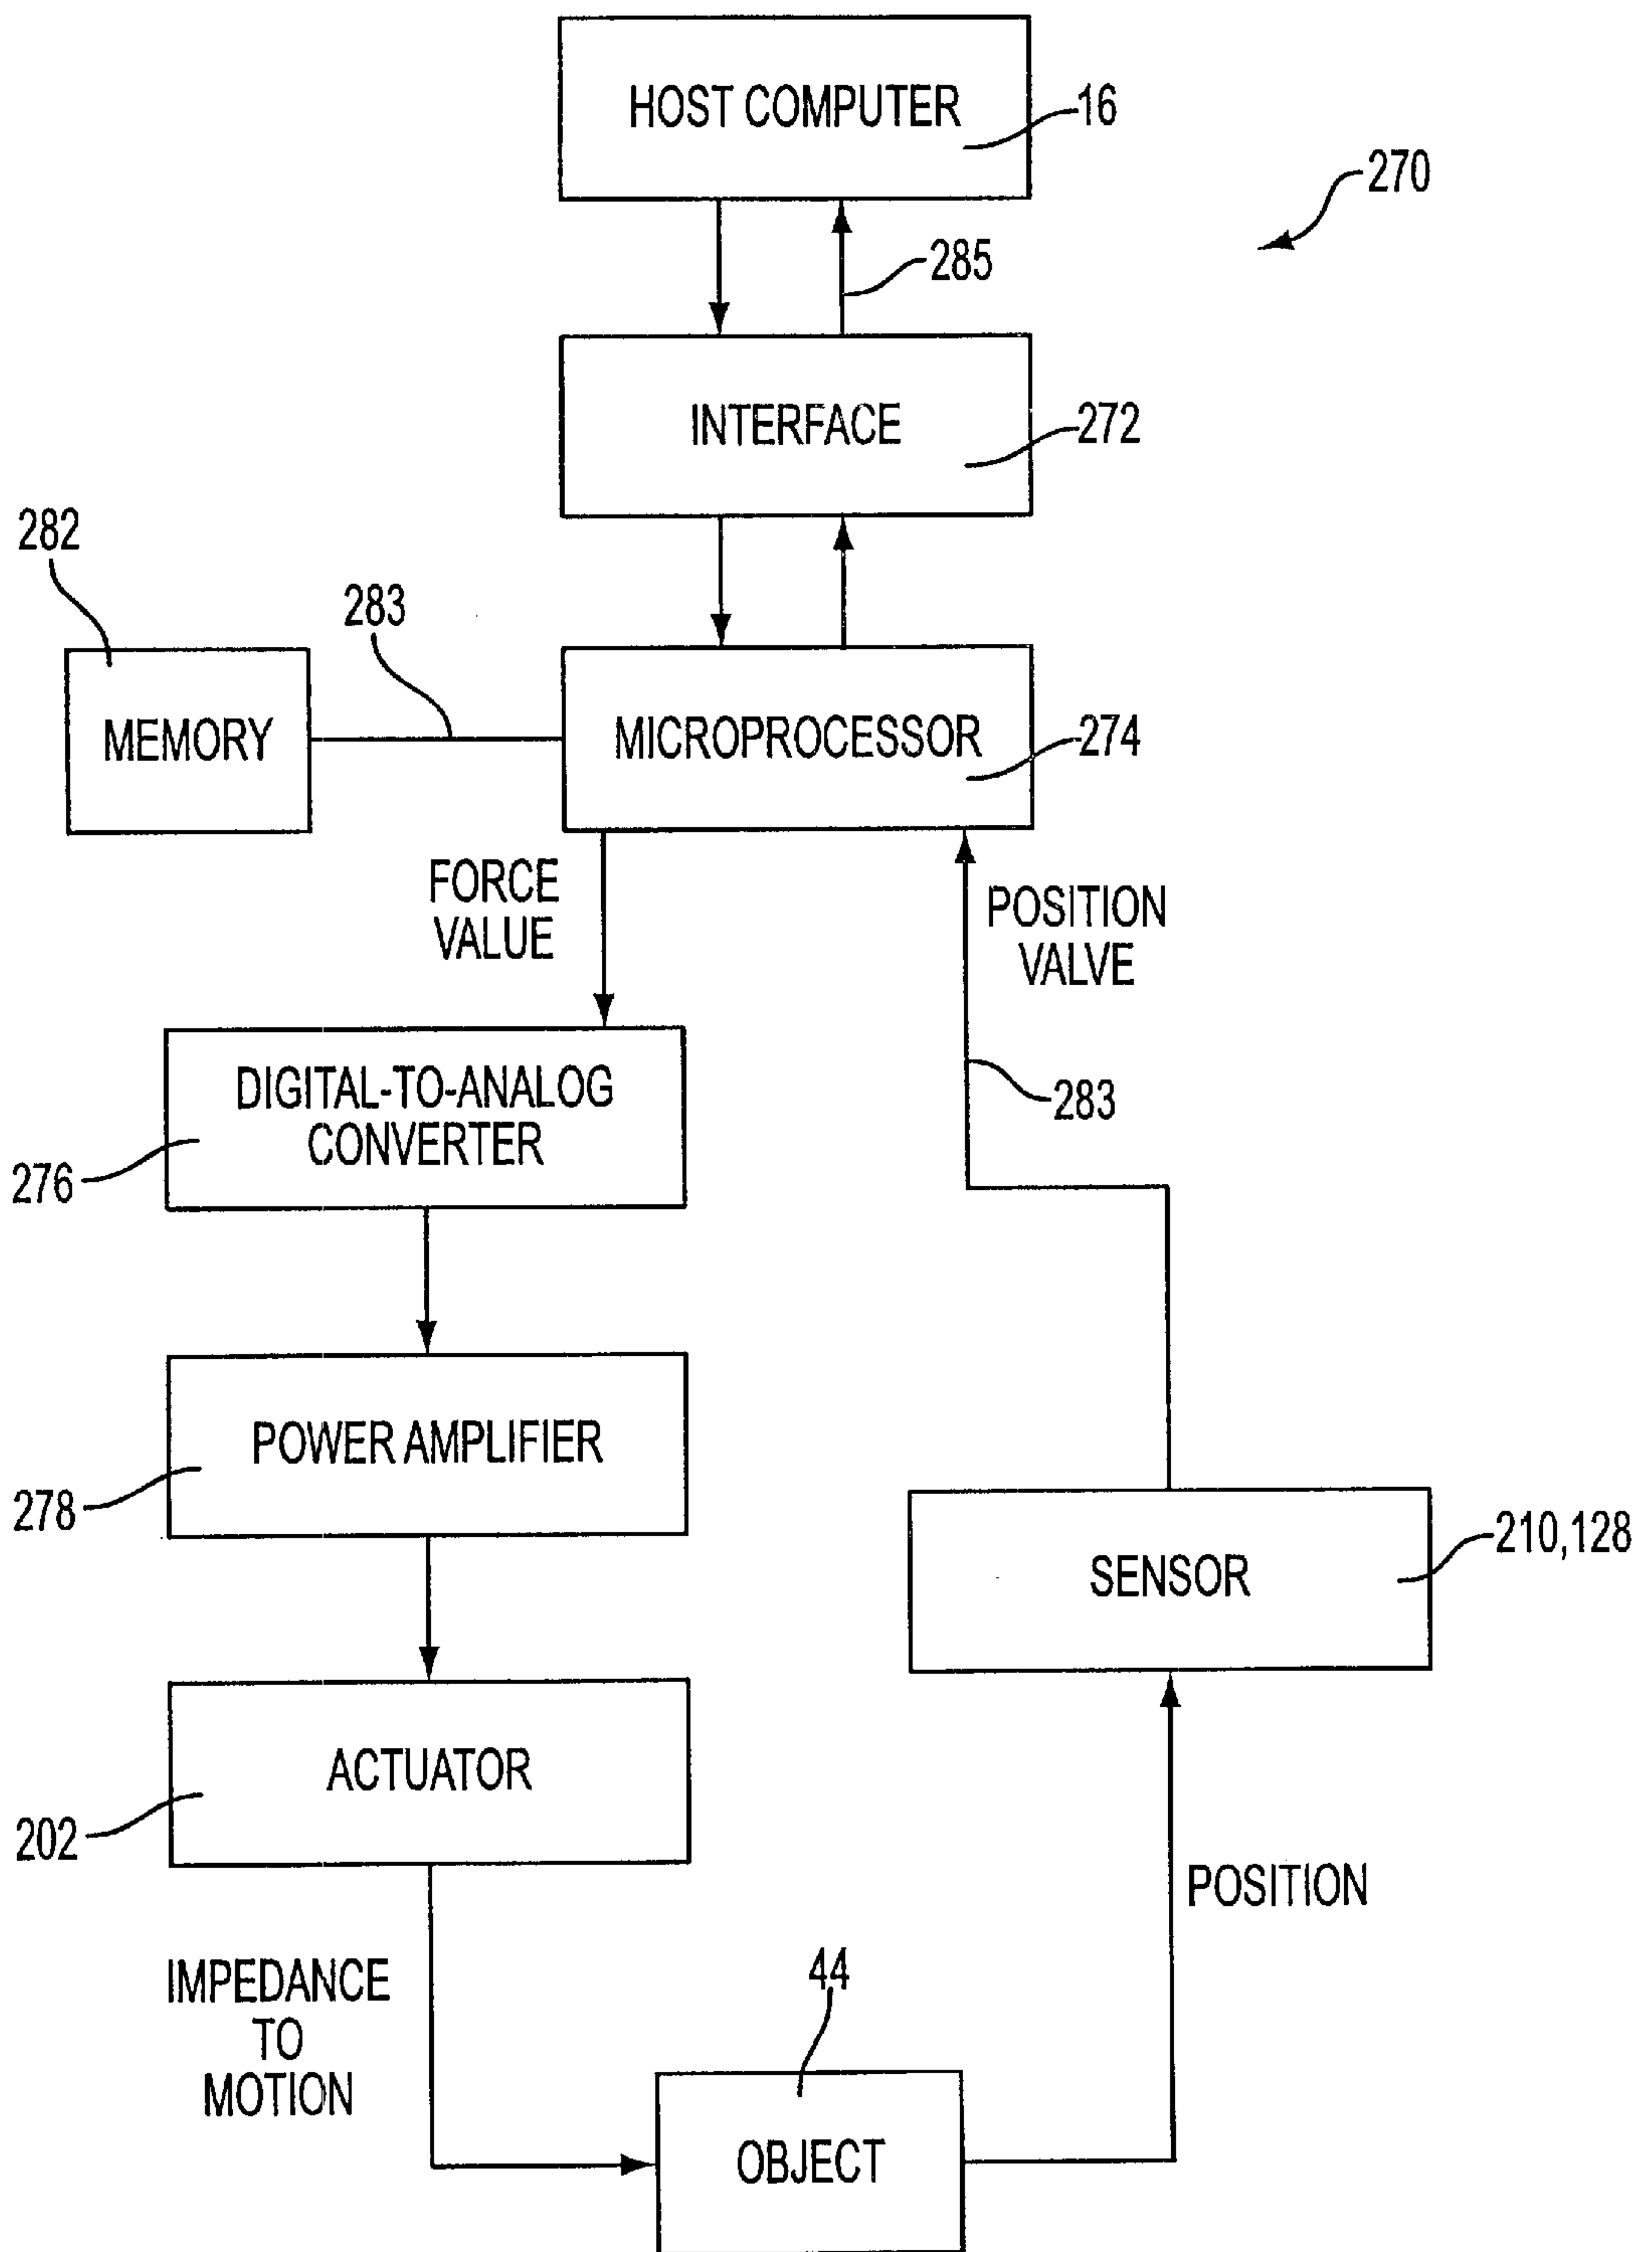 HOST COMPUTER
16
270
285
INTERFACE
272
282
283
MEMORY
MICROPROCESSOR
274
FORCE
VALUE
POSITION
VALVE
283
DIGITAL-TO-ANALOG
CONVERTER
276
POWER AMPLIFIER
278
SENSOR
210,128
ACTUATOR
202
POSITION
IMPEDANCE
TO
MOTION
44
OBJECT